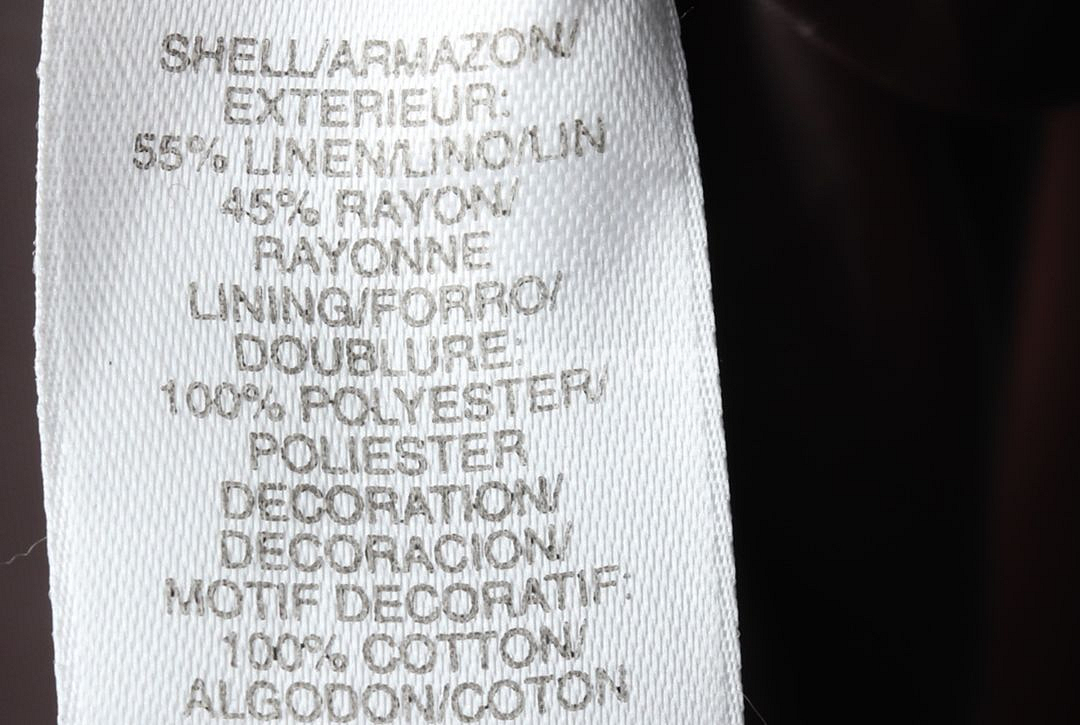 SHELL/ARMAZON/
EXTERIEUR:
55% LINEN/LINO/LIN
45% RAYON/
RAYONNE
LINING/FORRO/
DOUBLURE:
100% POLYESTER/
POLIESTER
DECORATION/
DECORACION/
MOTIF DECORATIF:
100% COTTON/
ALGODON/COTON